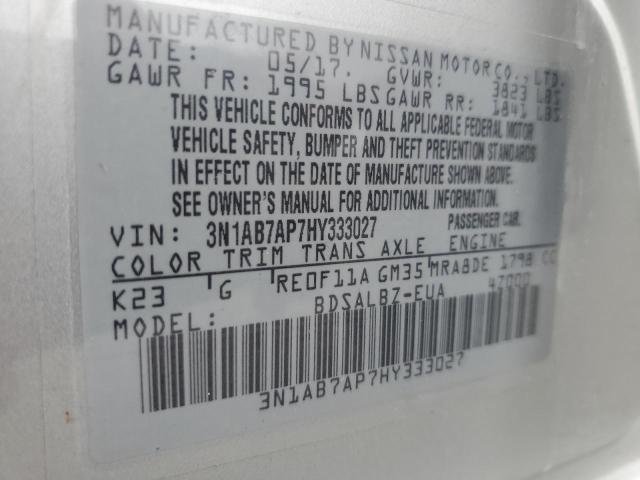 MANUFACTURED BY NISSAN MOTOR CO., LTD.
DATE: 05/17. GVWR: 3823 LBS
GAWR FR: 1995 LBS GAWR RR: 1841 LBS
THIS VEHICLE CONFORMS TO ALL APPLICABLE FEDERAL MOTOR
VEHICLE SAFETY, BUMPER AND THEFT PREVENTION STANDARDS
IN EFFECT ON THE DATE OF MANUFACTURE SHOWN ABOVE.
SEE OWNER'S MANUAL FOR ADDITIONAL INFORMATION.
VIN: 3N1AB7AP7HY333027 PASSENGER CAR.
COLOR TRIM TRANS AXLE ENGINE
K23 G RE0F11A GM35 MRA8DE 1798 CC
MODEL: BDSALBZ-EUA 47000
3N1AB7AP7HY333027